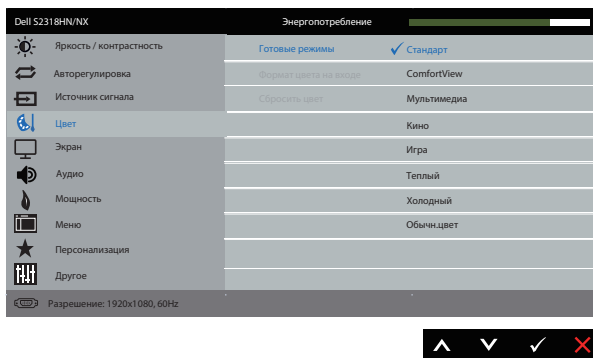 Dell S2318HN/NX Энергопотребление
Яркость / контрастность Готовые режимы Стандарт
Авторегулировка Формат цвета на входе ComfortView
Источник сигнала Сбросить цвет Мультимедиа
Цвет Кино
Экран Игра
Аудио Теплый
Мощность Холодный
Меню Обычн.цвет
Персонализация
Другое
Разрешение: 1920x1080, 60Hz